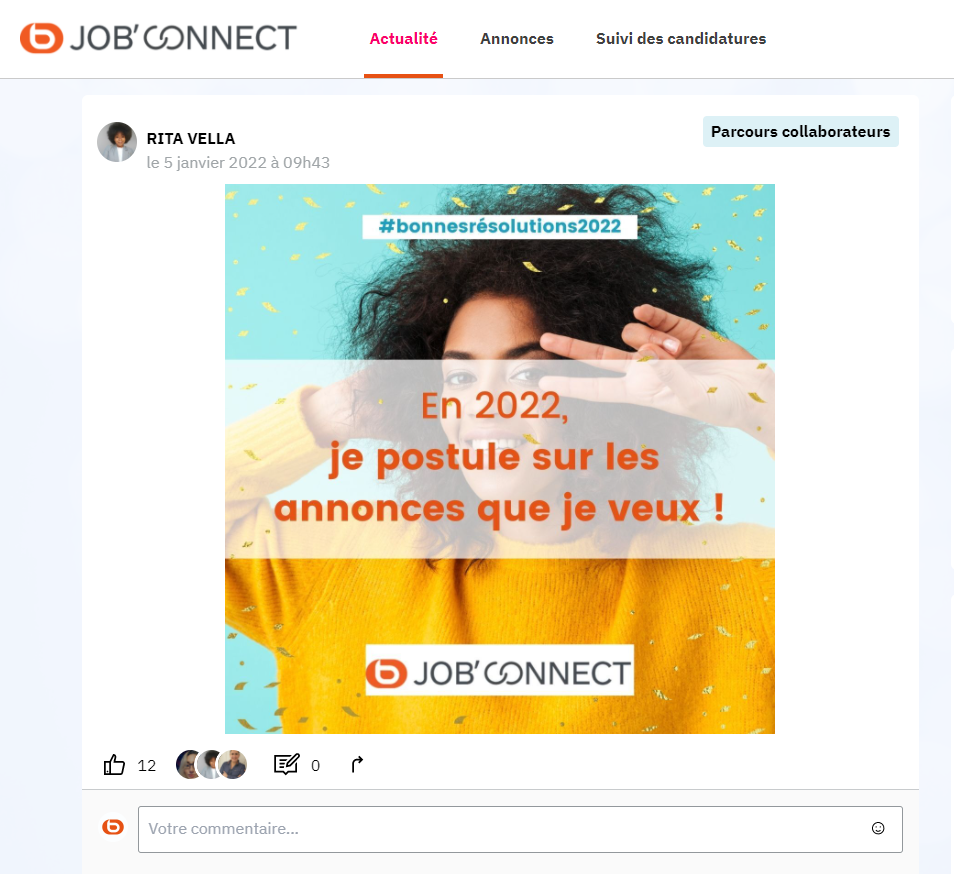 JOB'CONNECT
Actualité
Annonces
Suivi des candidatures
RITA VELLA
le 5 janvier 2022 à 09h43
Parcours collaborateurs
#bonnesrésolutions2022
En 2022,
je postule sur les
annonces que je veux !
JOB'CONNECT
12
0
Votre commentaire...